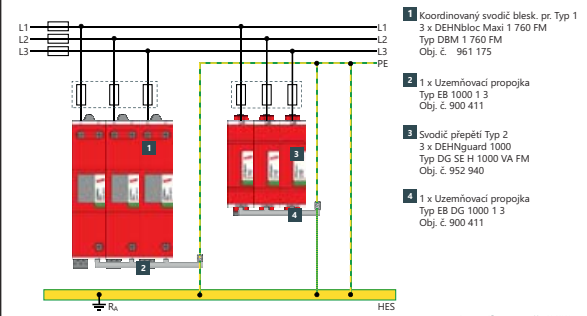 L1
L2
L3
L1
L2
L3
PE
1
2
3
4
RA
HES
1 Koordinovaný svodič blesk. pr. Typ 1
3 x DEHNbloc Maxi 1 760 FM
Typ DBM 1 760 FM
Obj. č. 961 175
2 1 x Uzemňovací propojka
Typ EB 1000 1 3
Obj. č. 900 411
3 Svodič přepětí Typ 2
3 x DEHNguard 1000
Typ DG SE H 1000 VA FM
Obj. č. 952 940
4 1 x Uzemňovací propojka
Typ EB DG 1000 1 3
Obj. č. 900 411